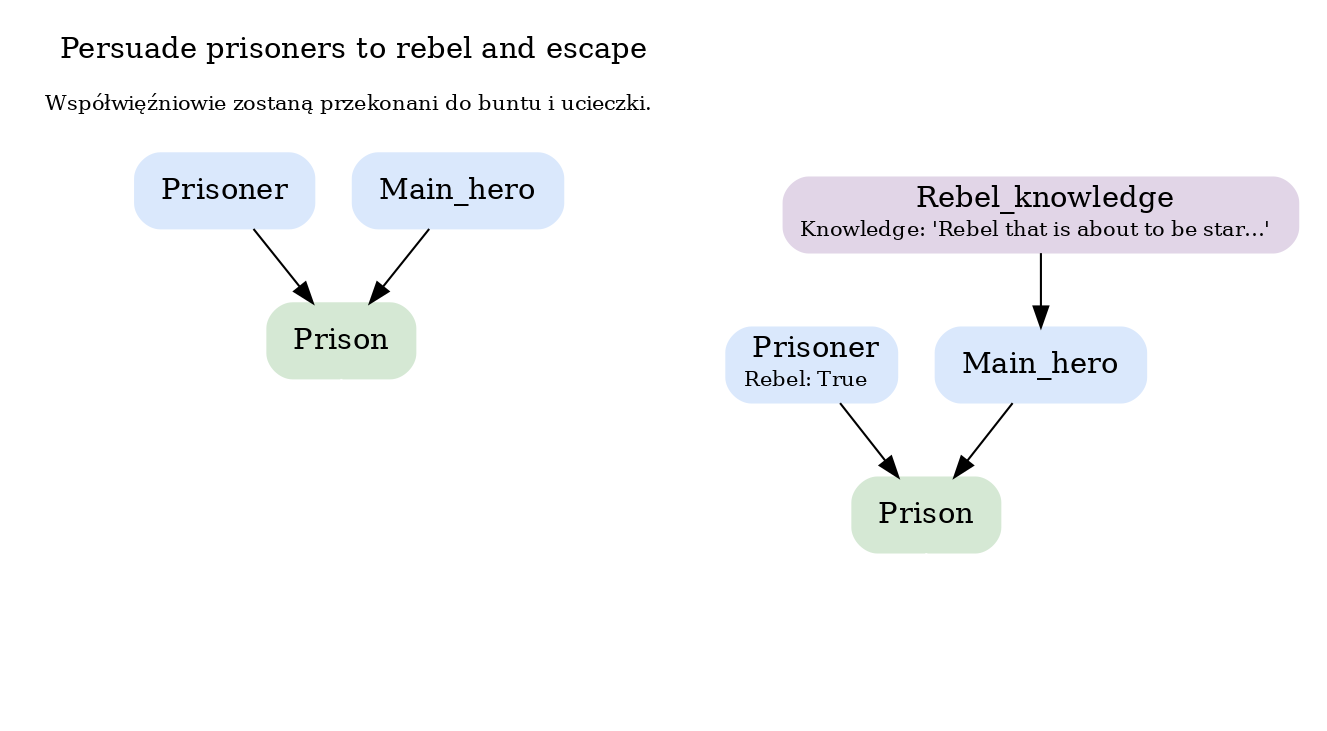 Persuade prisoners to rebel and escape
Współwięźniowie zostaną przekonani do buntu i ucieczki.
Prisoner
Main_hero
Prison
Rebel_knowledge
Knowledge: 'Rebel that is about to be star...'
Prisoner
Rebel: True
Main_hero
Prison